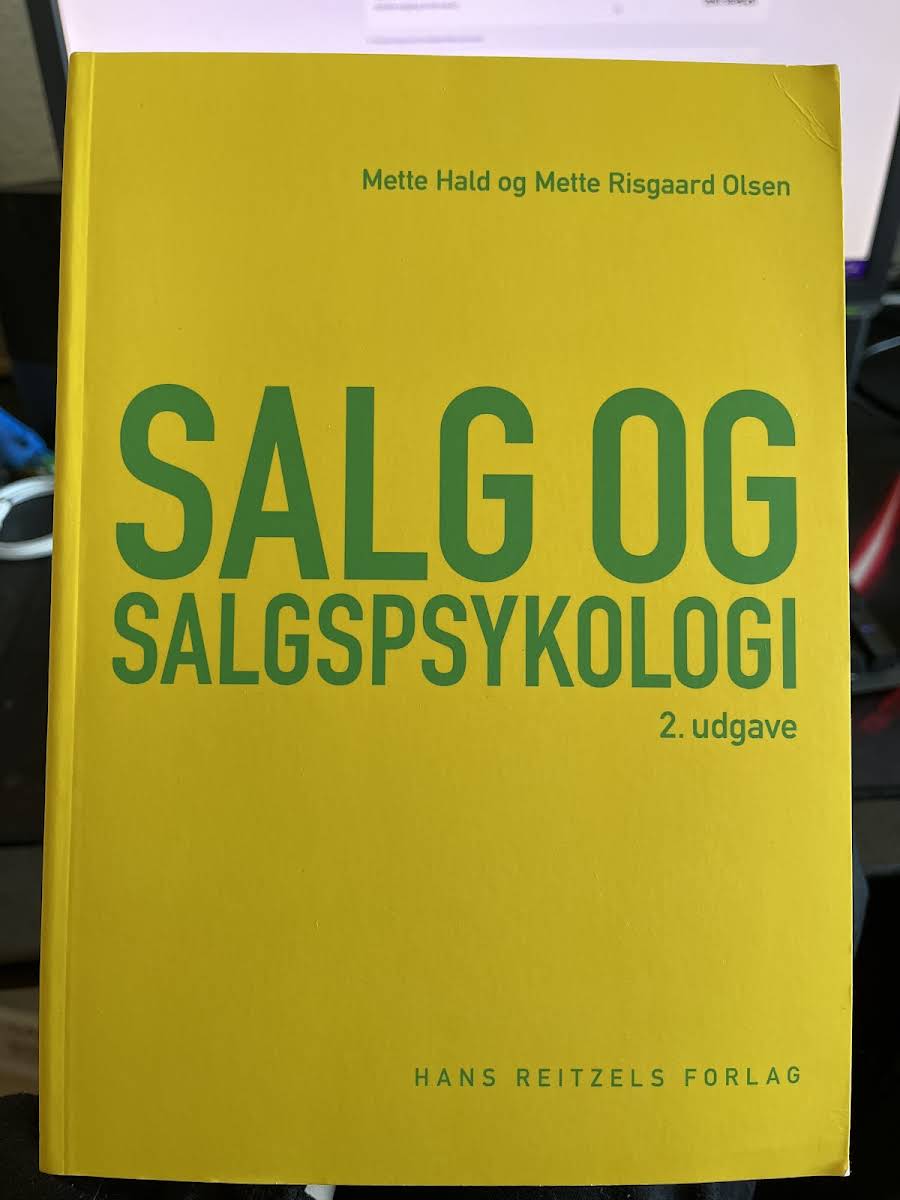 Mette Hald og Mette Risgaard Olsen
SALG OG
SALGSPSYKOLOGI
2. udgave
HANS REITZELS FORLAG